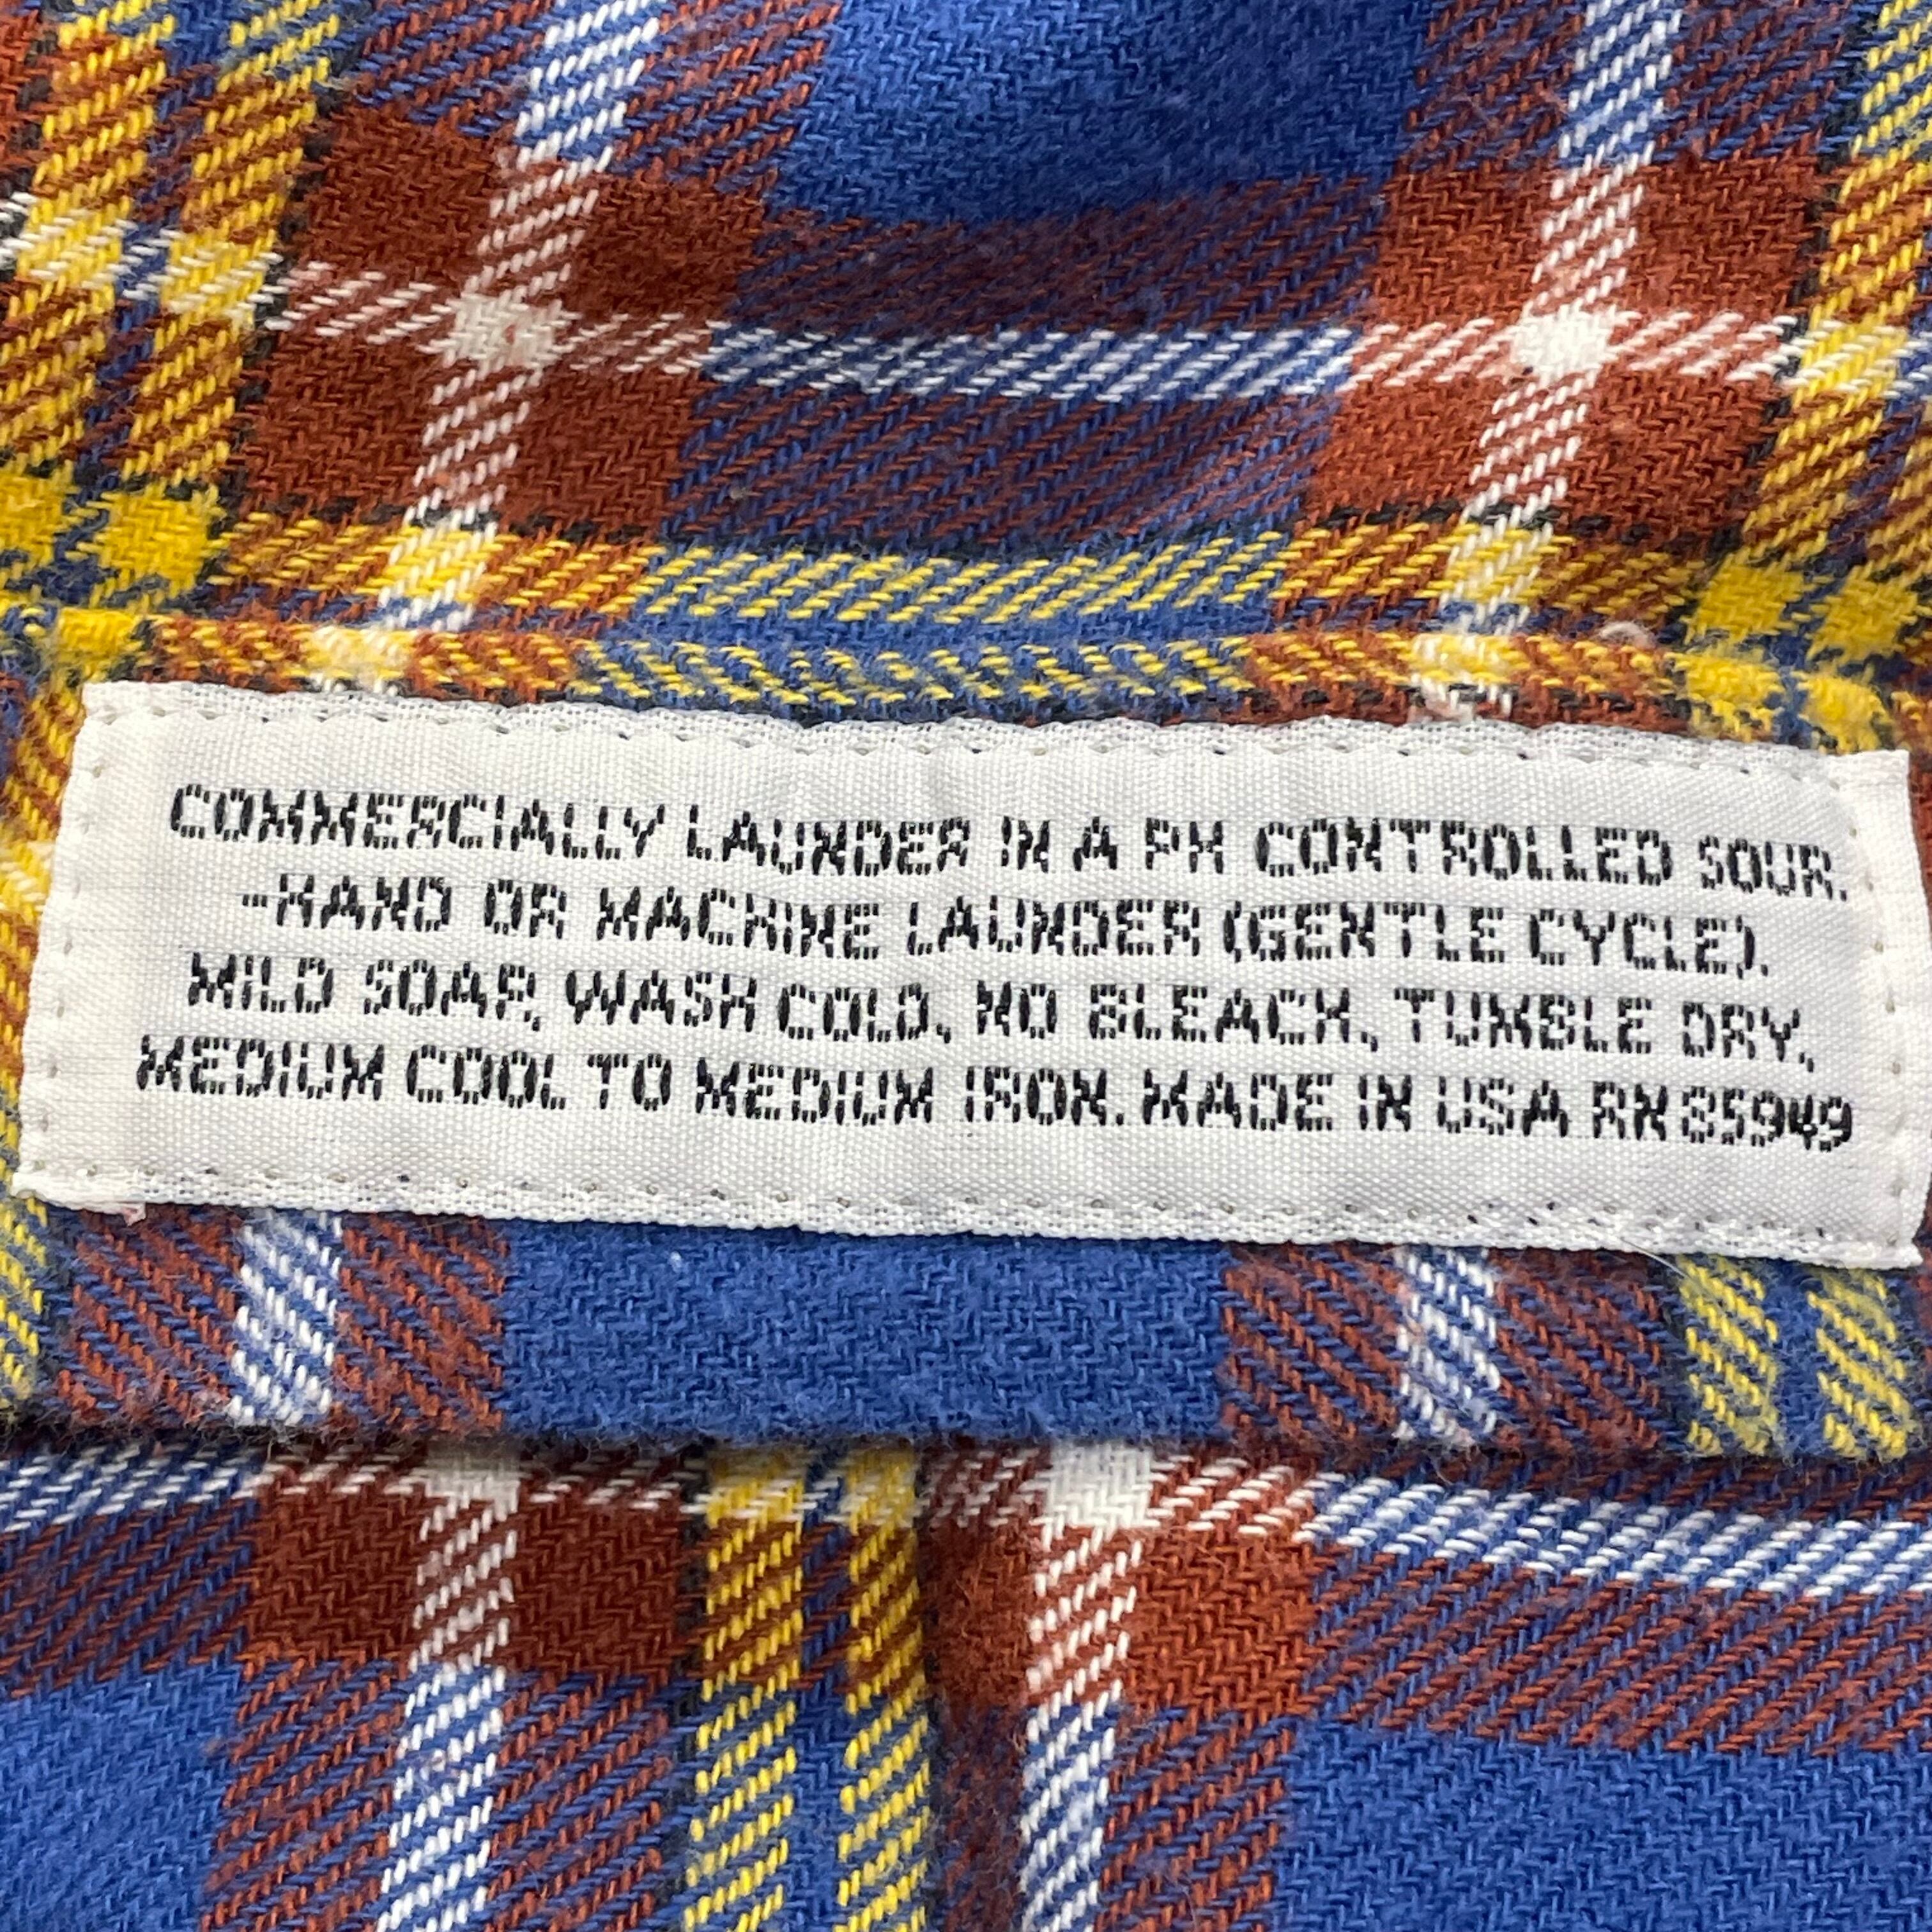 COMMERCIALLY LAUNDER IN A PH CONTROLLED SOUR.
-HAND OR MACHINE LAUNDER (GENTLE CYCLE).
MILD SOAP, WASH COLD, NO BLEACH, TUMBLE DRY,
MEDIUM COOL TO MEDIUM IRON. MADE IN USA RN 85949